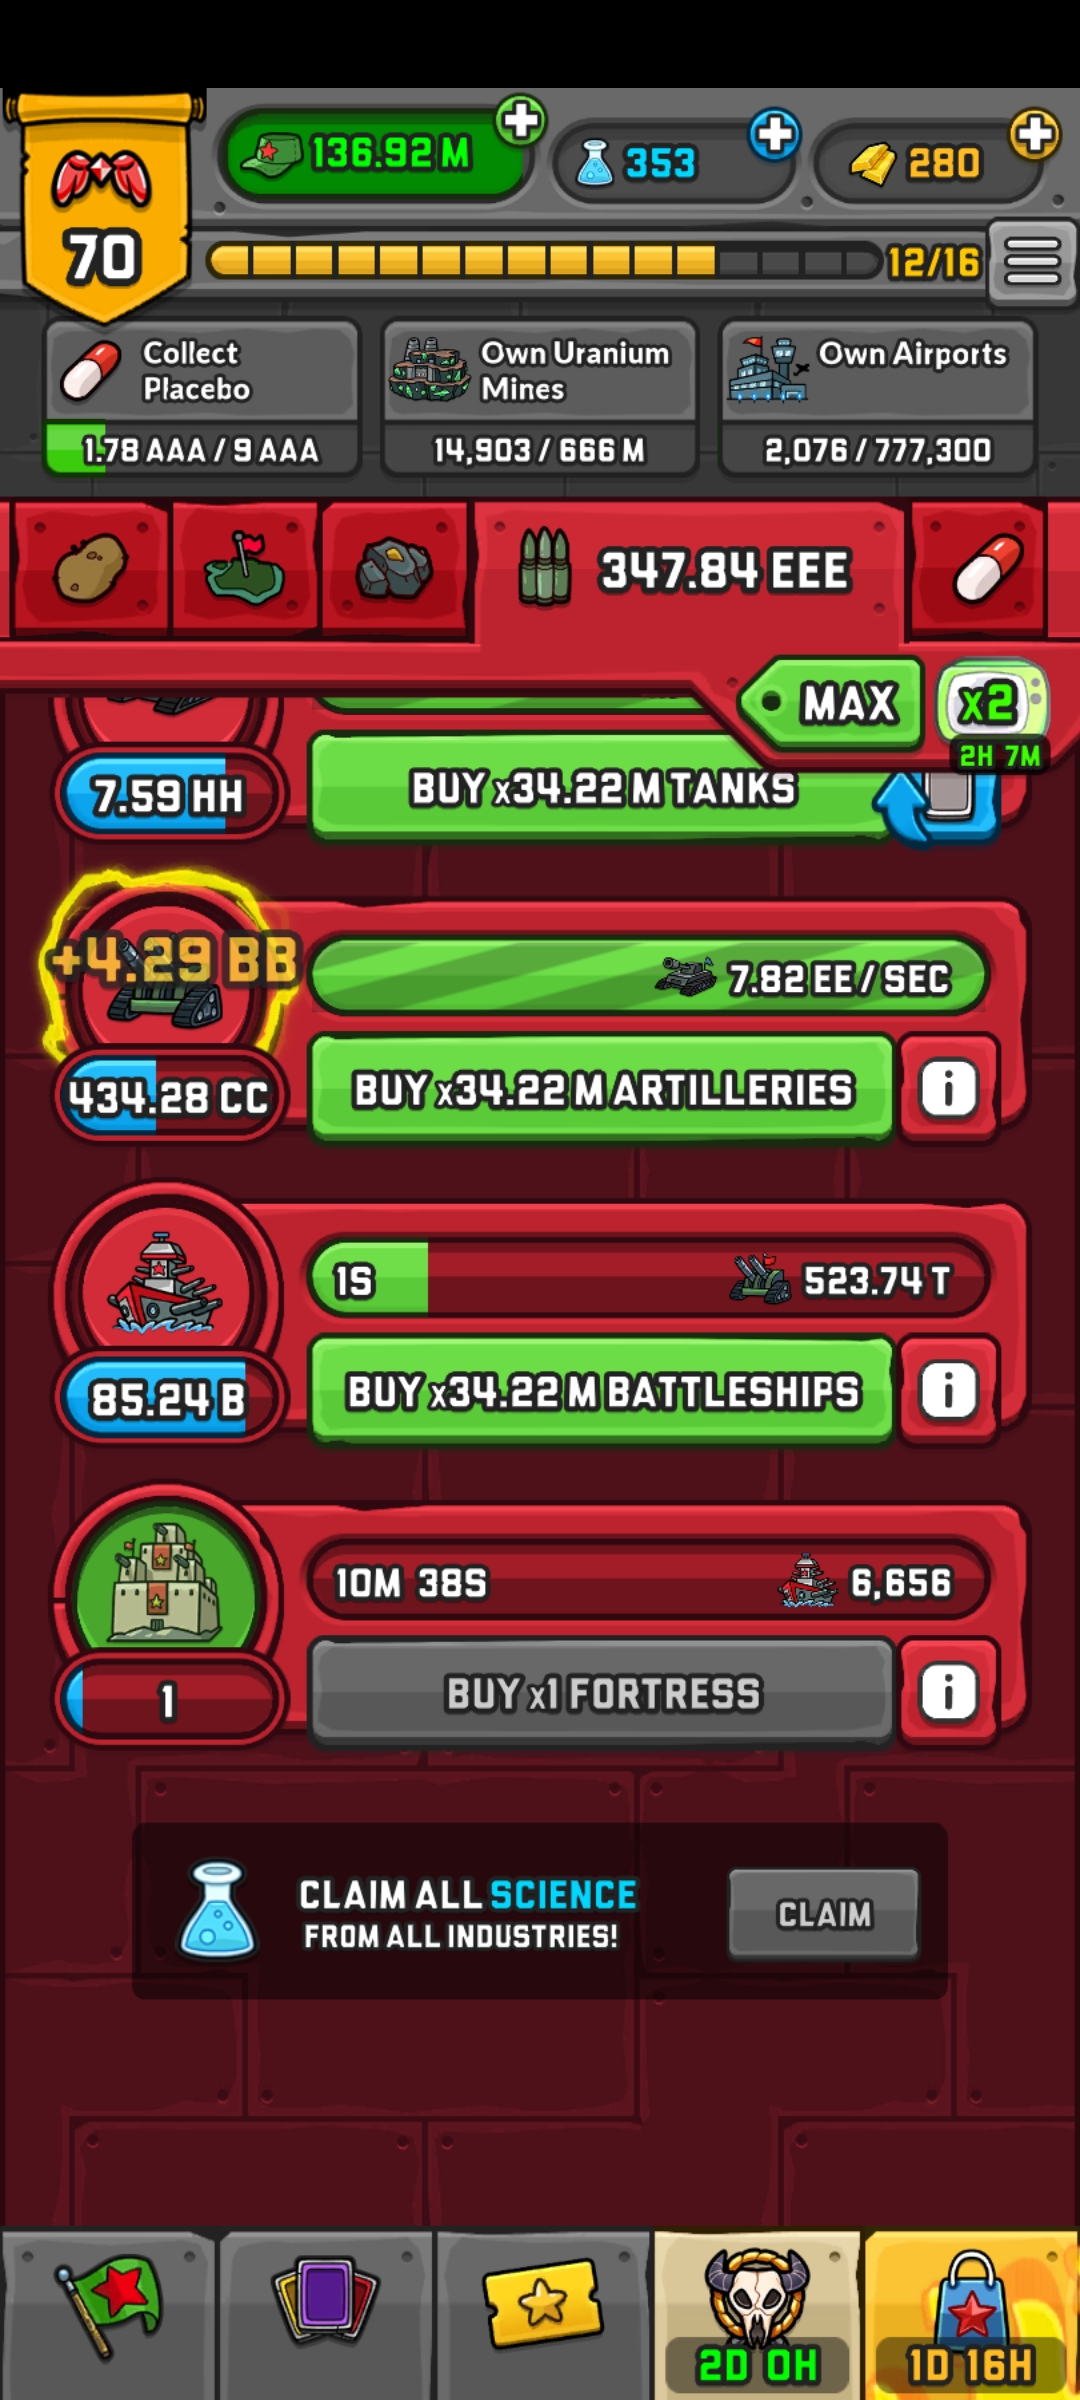 136.92 M
353
280
70
12/16
Collect
Placebo
1.78 AAA / 9 AAA
Own Uranium
Mines
14,903 / 666 M
Own Airports
2,076 / 777,300
347.84 EEE
MAX
x2
2H 7M
7.59 HH
BUY x34.22 M TANKS
+4.29 BB
7.82 EE / SEC
434.28 CC
BUY x34.22 M ARTILLERIES
i
1S
523.74 T
85.24 B
BUY x34.22 M BATTLESHIPS
i
10M 38S
6,656
1
BUY x1 FORTRESS
i
CLAIM ALL SCIENCE
FROM ALL INDUSTRIES!
CLAIM
2D 0H
1D 16H